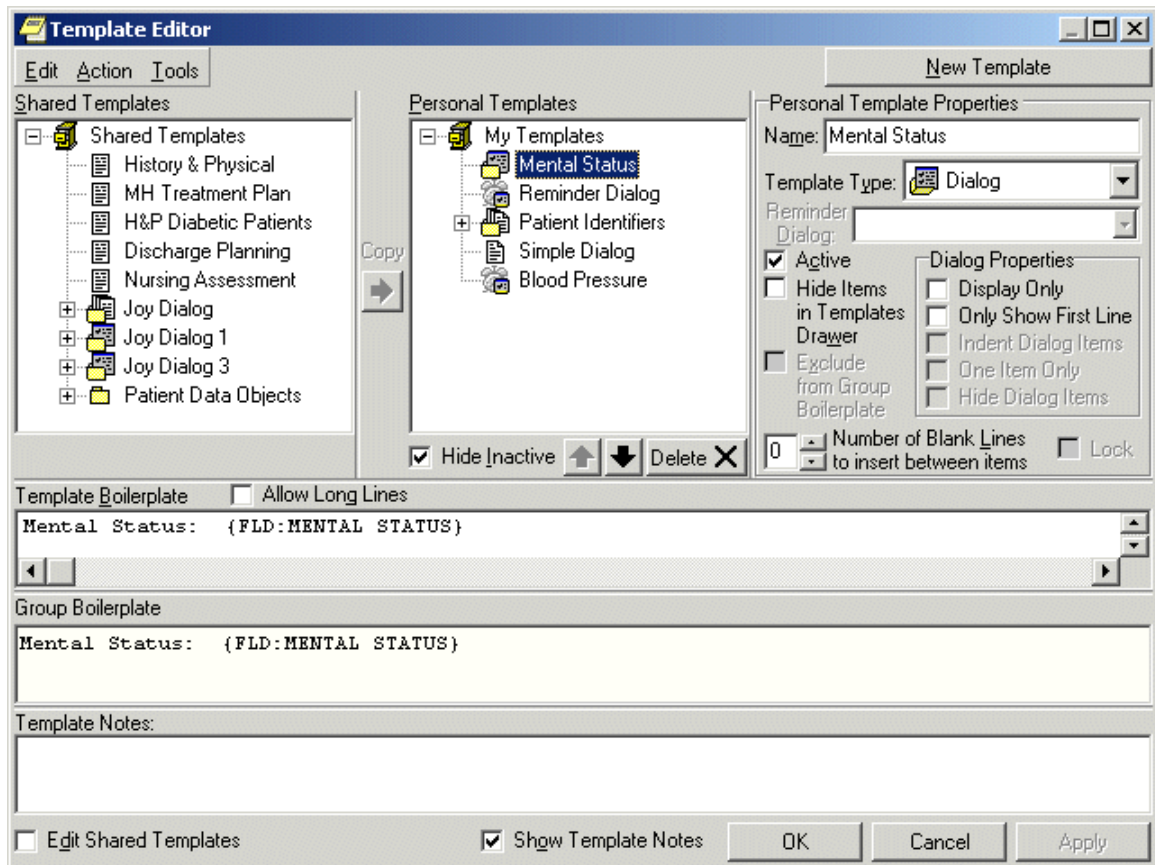 Template Editor
Edit Action Tools
New Template
Shared Templates
Shared Templates
History & Physical
MH Treatment Plan
H&P Diabetic Patients
Discharge Planning
Nursing Assessment
Joy Dialog
Joy Dialog 1
Joy Dialog 3
Patient Data Objects
Copy
Personal Templates
My Templates
Mental Status
Reminder Dialog
Patient Identifiers
Simple Dialog
Blood Pressure
Hide Inactive
Delete
Personal Template Properties
Name: Mental Status
Template Type: Dialog
Reminder
Dialog:
Active
Hide Items
in Templates
Drawer
Exclude
from Group
Boilerplate
Dialog Properties
Display Only
Only Show First Line
Indent Dialog Items
One Item Only
Hide Dialog Items
0 Number of Blank Lines
to insert between items
Lock
Template Boilerplate Allow Long Lines
Mental Status: {FLD:MENTAL STATUS}
Group Boilerplate
Mental Status: {FLD:MENTAL STATUS}
Template Notes:
Edit Shared Templates Show Template Notes OK Cancel Apply